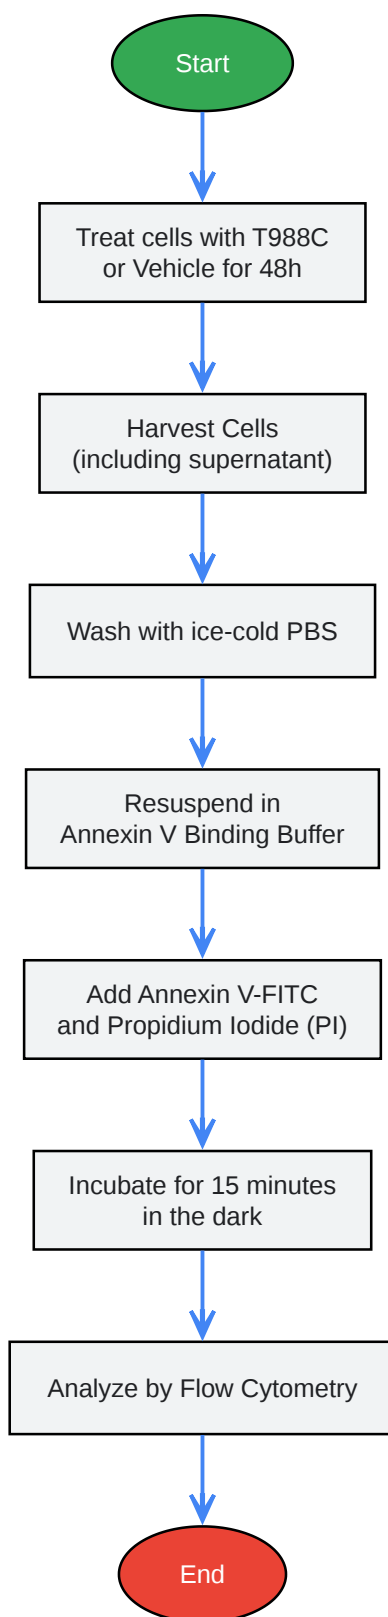 Start
Treat cells with T988C
or Vehicle for 48h
Harvest Cells
(including supernatant)
Wash with ice-cold PBS
Resuspend in
Annexin V Binding Buffer
Add Annexin V-FITC
and Propidium Iodide (PI)
Incubate for 15 minutes
in the dark
Analyze by Flow Cytometry
End